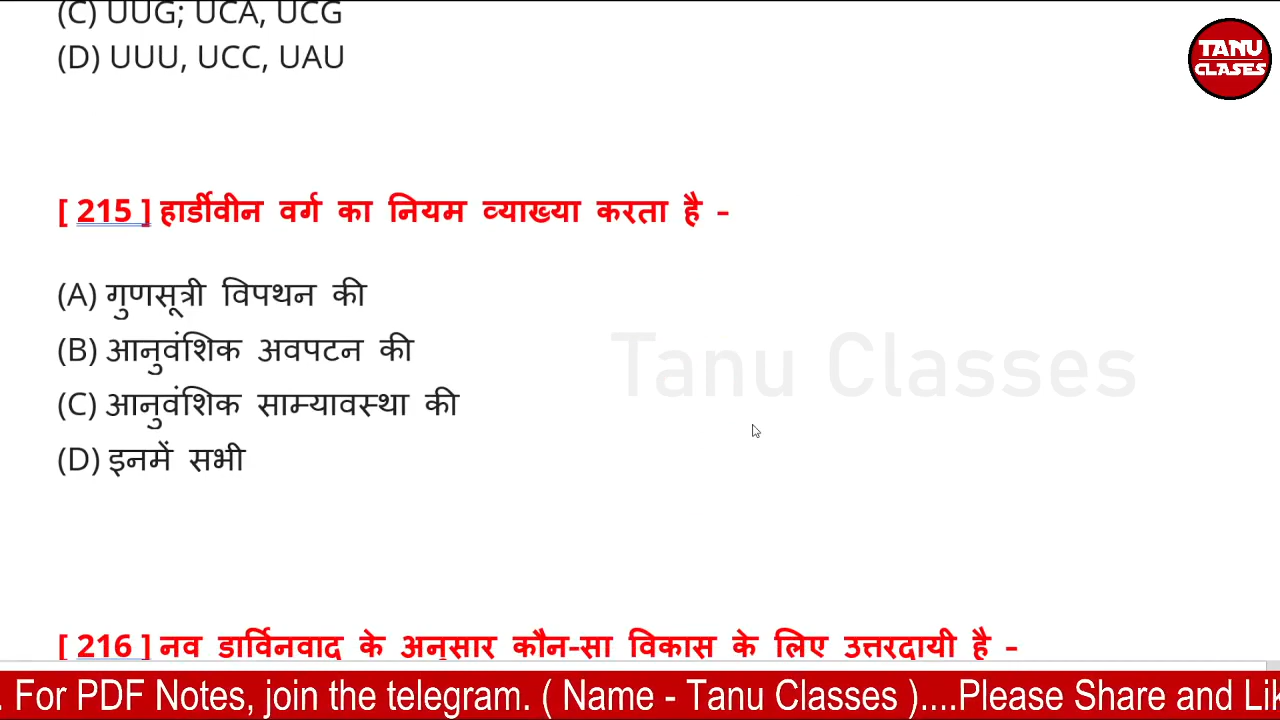 (C) UUG; UCA, UCG
(D) UUU, UCC, UAU
TANU
CLASES
[ 215 ] हार्डीवीन वर्ग का नियम व्याख्या करता है –
(A) गुणसूत्री विपथन की
(B) आनुवंशिक अवपटन की
(C) आनुवंशिक साम्यावस्था की
(D) इनमें सभी
Tanu Classes
[ 216 ] नव डार्विनवाद के अनुसार कौन-सा विकास के लिए उत्तरदायी है –
. For PDF Notes, join the telegram. ( Name - Tanu Classes )....Please Share and Lik